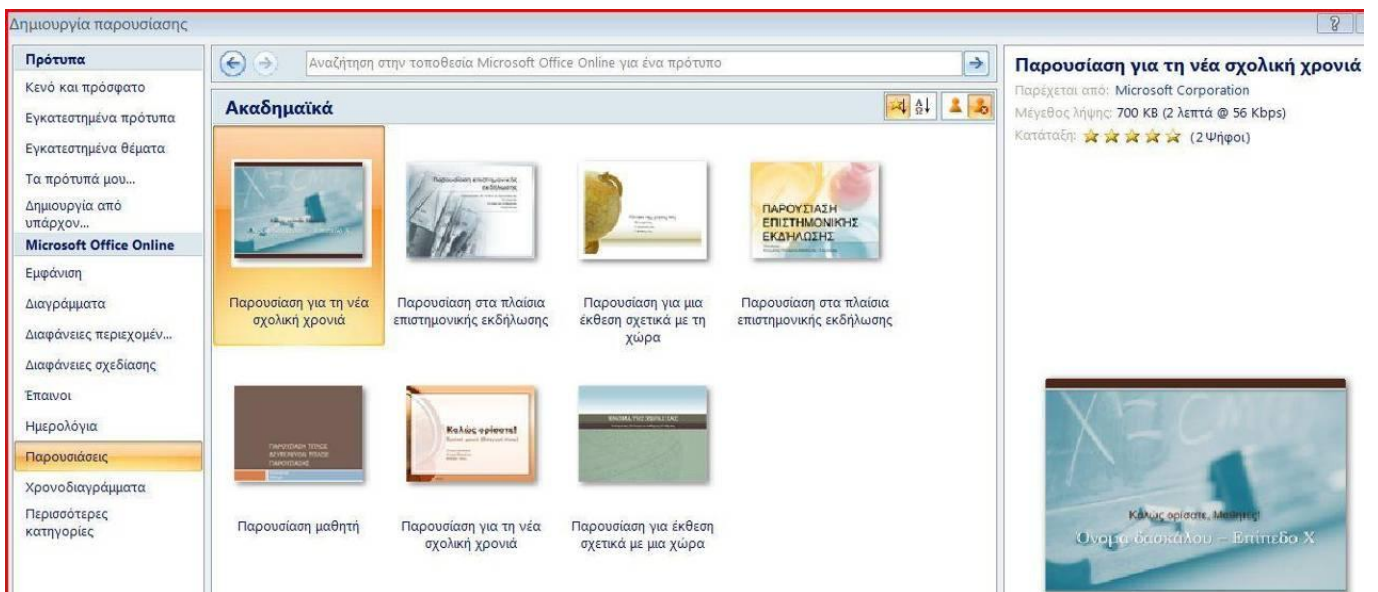 Δημιουργία παρουσίασης
Πρότυπα
Κενό και πρόσφατο
Εγκατεστημένα πρότυπα
Εγκατεστημένα θέματα
Τα πρότυπά μου...
Δημιουργία από
υπάρχον...
Microsoft Office Online
Εμφάνιση
Διαγράμματα
Διαφάνειες περιεχομέν...
Διαφάνειες σχεδίασης
Έπαινοι
Ημερολόγια
Παρουσιάσεις
Χρονοδιαγράμματα
Περισσότερες
κατηγορίες
Αναζήτηση στην τοποθεσία Microsoft Office Online για ένα πρότυπο
Ακαδημαϊκά
Παρουσίαση επιστημονικής
εκδήλωσης
ΠΑΡΟΥΣΙΑΣΗ
ΕΠΙΣΤΗΜΟΝΙΚΗΣ
ΕΚΔΗΛΩΣΗΣ
Παρουσίαση για τη νέα
σχολική χρονιά
Παρουσίαση στα πλαίσια
επιστημονικής εκδήλωσης
Παρουσίαση για μια
έκθεση σχετικά με τη
χώρα
Παρουσίαση στα πλαίσια
επιστημονικής εκδήλωσης
Καλώς ορίσατε!
Παρουσίαση μαθητή
Παρουσίαση για τη νέα
σχολική χρονιά
Παρουσίαση για έκθεση
σχετικά με μια χώρα
Παρουσίαση για τη νέα σχολική χρονιά
Παρέχεται από: Microsoft Corporation
Μέγεθος λήψης: 700 KB (2 λεπτά @ 56 Kbps)
Κατάταξη: (2 Ψήφοι)
Καλώς ορίσατε, Μαθητές!
Όνομα δασκάλου – Επίπεδο Χ